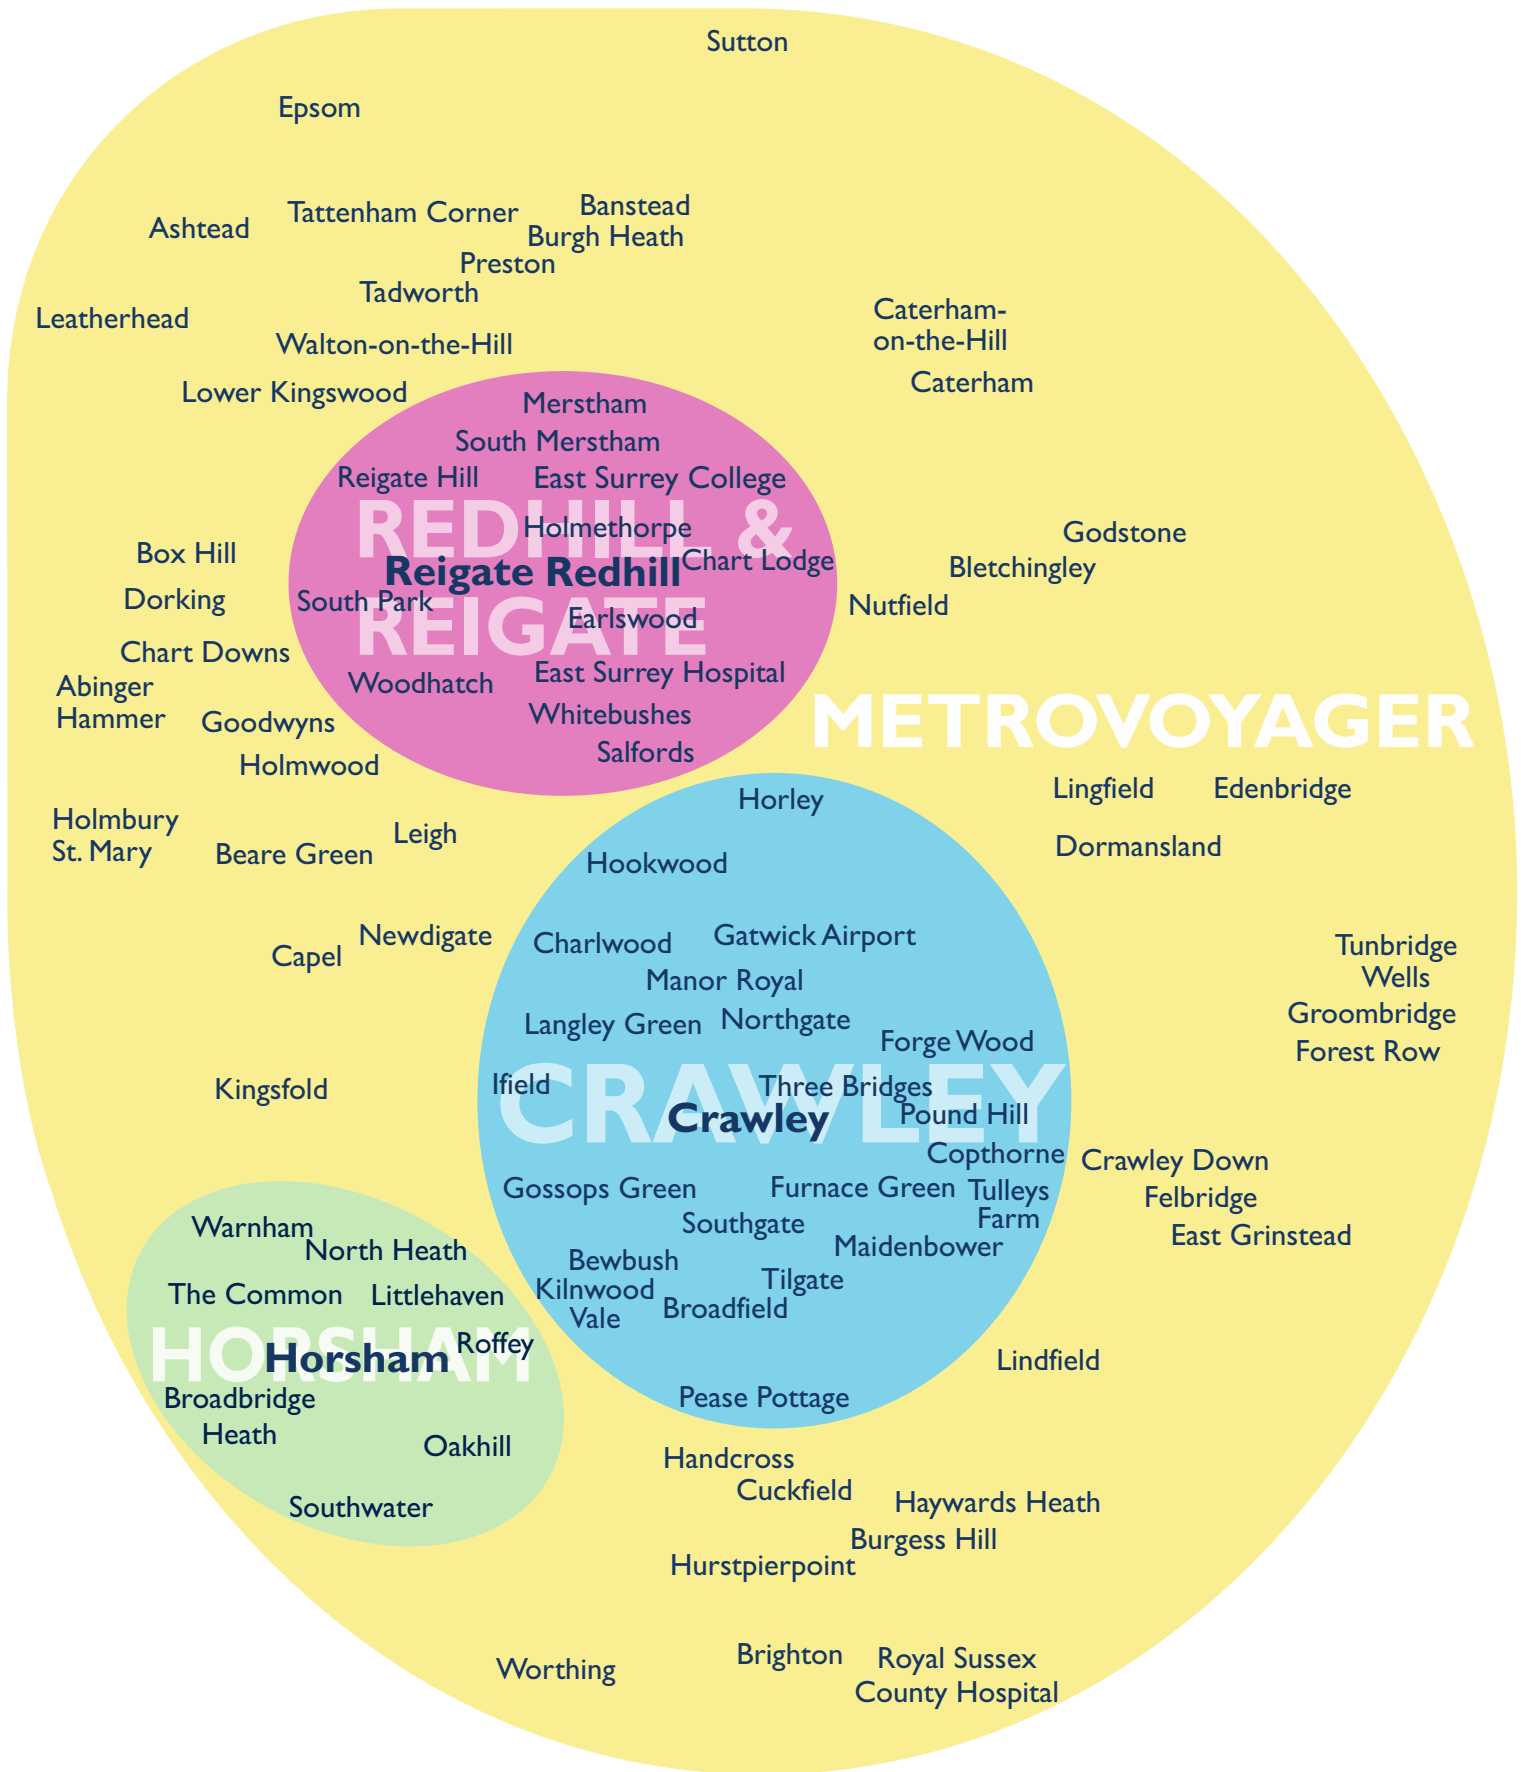 Sutton
Epsom
Tattenham Corner
Banstead
Ashtead
Burgh Heath
Preston
Tadworth
Leatherhead
Caterham-
on-the-Hill
Walton-on-the-Hill
Caterham
Lower Kingswood
Merstham
South Merstham
Reigate Hill
East Surrey College
REDHILL &
REIGATE
Holmethorpe
Chart Lodge
Reigate
Redhill
South Park
Earlswood
Woodhatch
East Surrey Hospital
Whitebushes
Salfords
Godstone
Bletchingley
Nutfield
Box Hill
Dorking
Chart Downs
Abinger
Hammer
Goodwyns
Holmwood
METROVOYAGER
Lingfield
Edenbridge
Dormansland
Holmbury
St. Mary
Beare Green
Leigh
Newdigate
Capel
Kingsfold
Horley
Hookwood
Charlwood
Gatwick Airport
Manor Royal
Langley Green
Northgate
Forge Wood
CRAWLEY
Ifield
Three Bridges
Crawley
Pound Hill
Copthorne
Gossops Green
Furnace Green
Tulleys
Farm
Southgate
Maidenbower
Bewbush
Tilgate
Kilnwood
Vale
Broadfield
Pease Pottage
Tunbridge
Wells
Groombridge
Forest Row
Crawley Down
Felbridge
East Grinstead
Warnham
North Heath
The Common
Littlehaven
HORSHAM
Roffey
Horsham
Broadbridge
Heath
Oakhill
Southwater
Lindfield
Handcross
Cuckfield
Haywards Heath
Burgess Hill
Hurstpierpoint
Worthing
Brighton
Royal Sussex
County Hospital